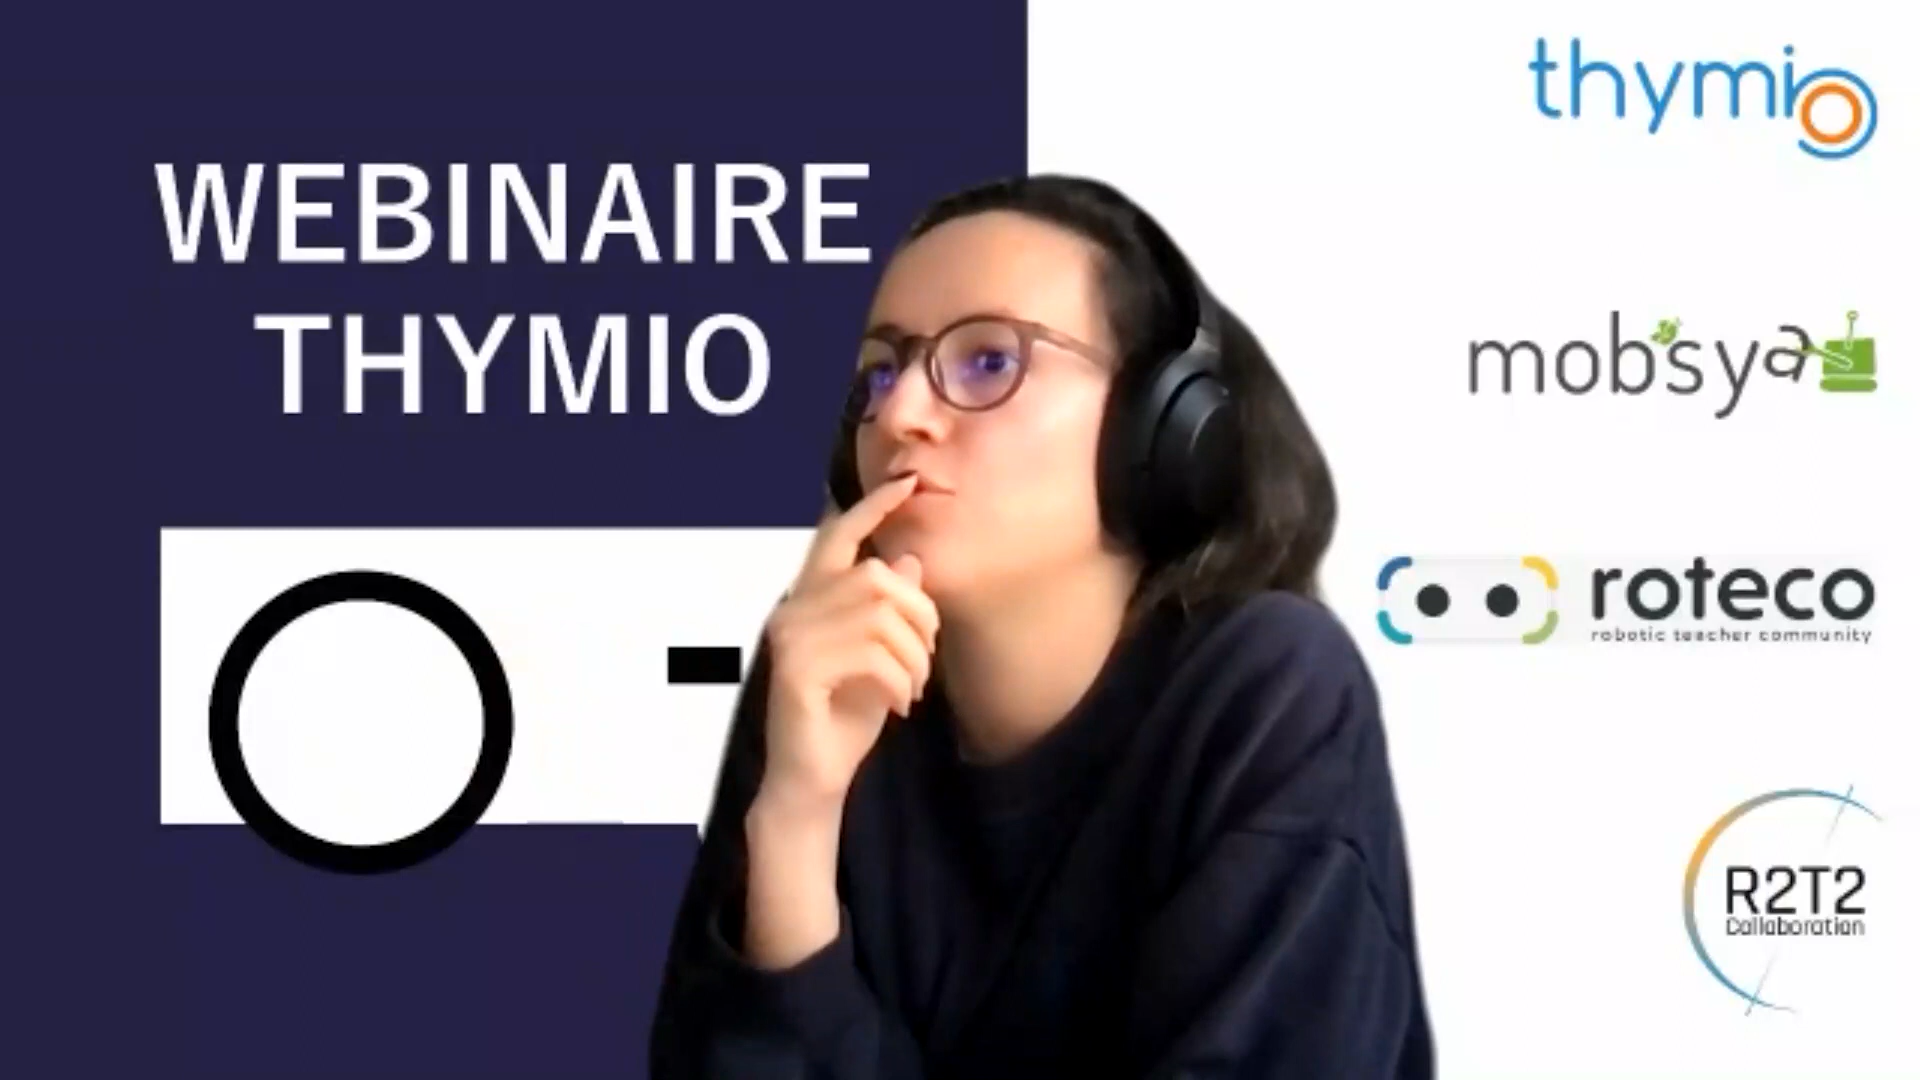 WEBINAIRE
THYMIO
thymio
mobsya
roteco
robotic teacher community
R2T2
Collaboration